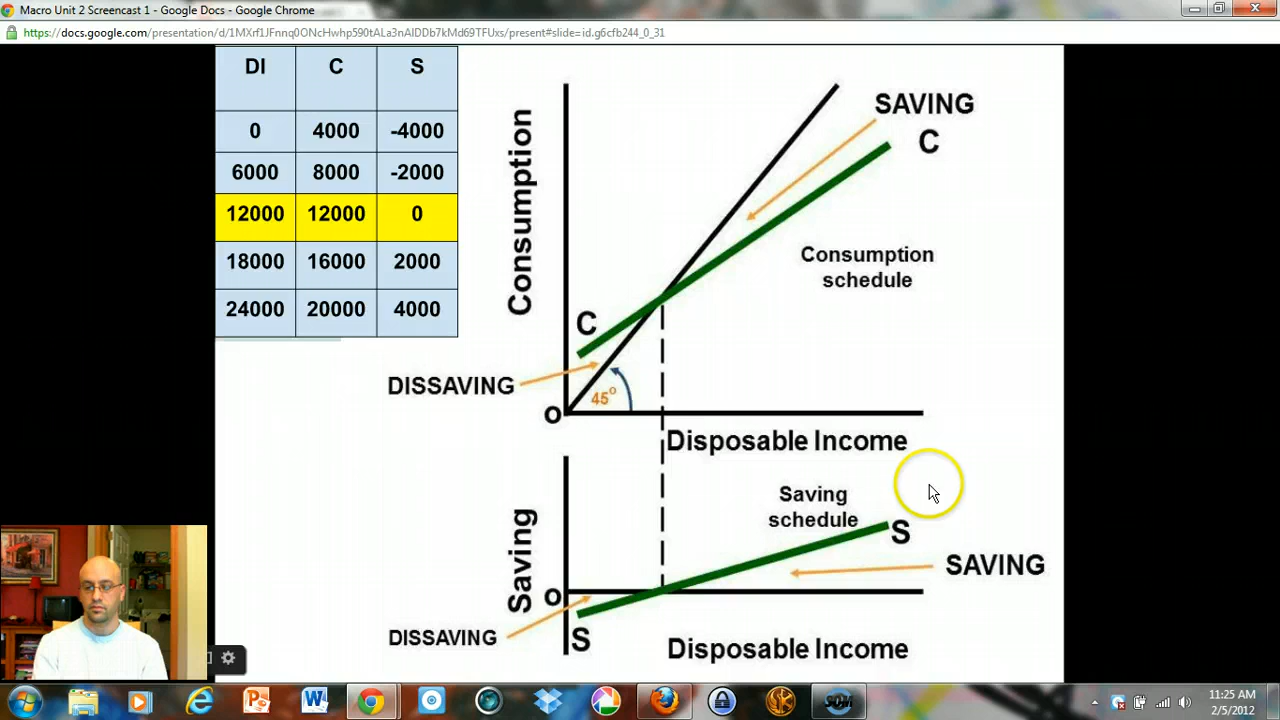 Macro Unit 2 Screencast 1 - Google Docs - Google Chrome
https://docs.google.com/presentation/d/1MXrf1JFnnq0ONcHwhp590tALa3nAlDDb7kMd69TFUxs/present#slide=id.g6cfb244_0_31
DI C S
0 4000 -4000
6000 8000 -2000
12000 12000 0
18000 16000 2000
24000 20000 4000
Consumption
SAVING
C
Consumption
schedule
C
DISSAVING
45°
O
Disposable Income
Saving
Saving
schedule
S
SAVING
O
DISSAVING
S
Disposable Income
11:25 AM
2/5/2012